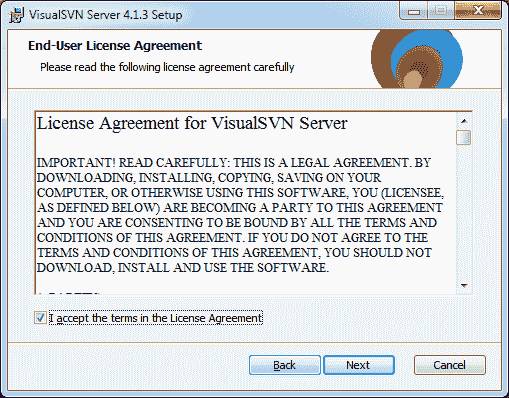 VisualSVN Server 4.1.3 Setup
End-User License Agreement
Please read the following license agreement carefully
License Agreement for VisualSVN Server
IMPORTANT! READ CAREFULLY: THIS IS A LEGAL AGREEMENT. BY
DOWNLOADING, INSTALLING, COPYING, SAVING ON YOUR
COMPUTER, OR OTHERWISE USING THIS SOFTWARE, YOU (LICENSEE,
AS DEFINED BELOW) ARE BECOMING A PARTY TO THIS AGREEMENT
AND YOU ARE CONSENTING TO BE BOUND BY ALL THE TERMS AND
CONDITIONS OF THIS AGREEMENT. IF YOU DO NOT AGREE TO THE
TERMS AND CONDITIONS OF THIS AGREEMENT, YOU SHOULD NOT
DOWNLOAD, INSTALL AND USE THE SOFTWARE.
I accept the terms in the License Agreement
Back Next Cancel